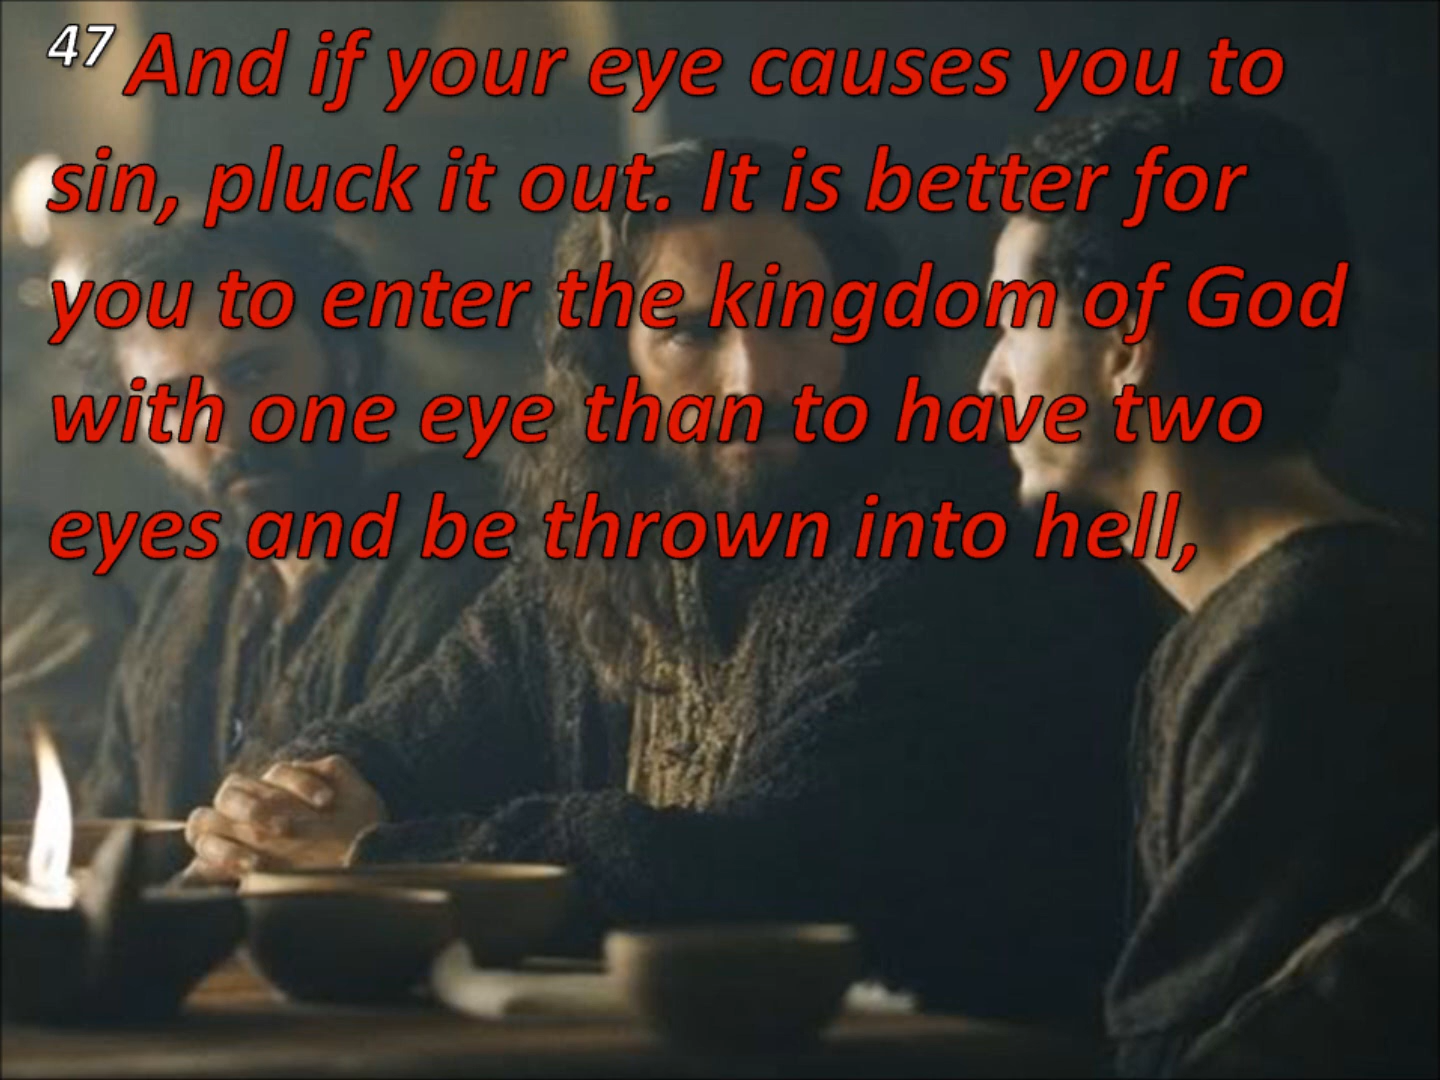 47 And if your eye causes you to
sin, pluck it out. It is better for
you to enter the kingdom of God
with one eye than to have two
eyes and be thrown into hell,